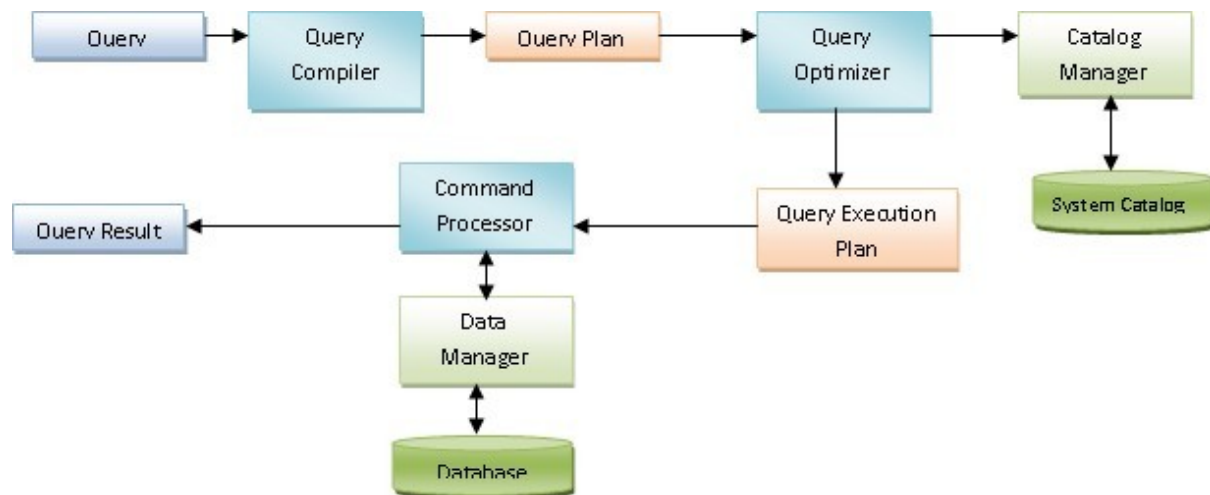 Query
Query
Compiler
Query Plan
Query
Optimizer
Catalog
Manager
System Catalog
Query Execution
Plan
Command
Processor
Query Result
Data
Manager
Database